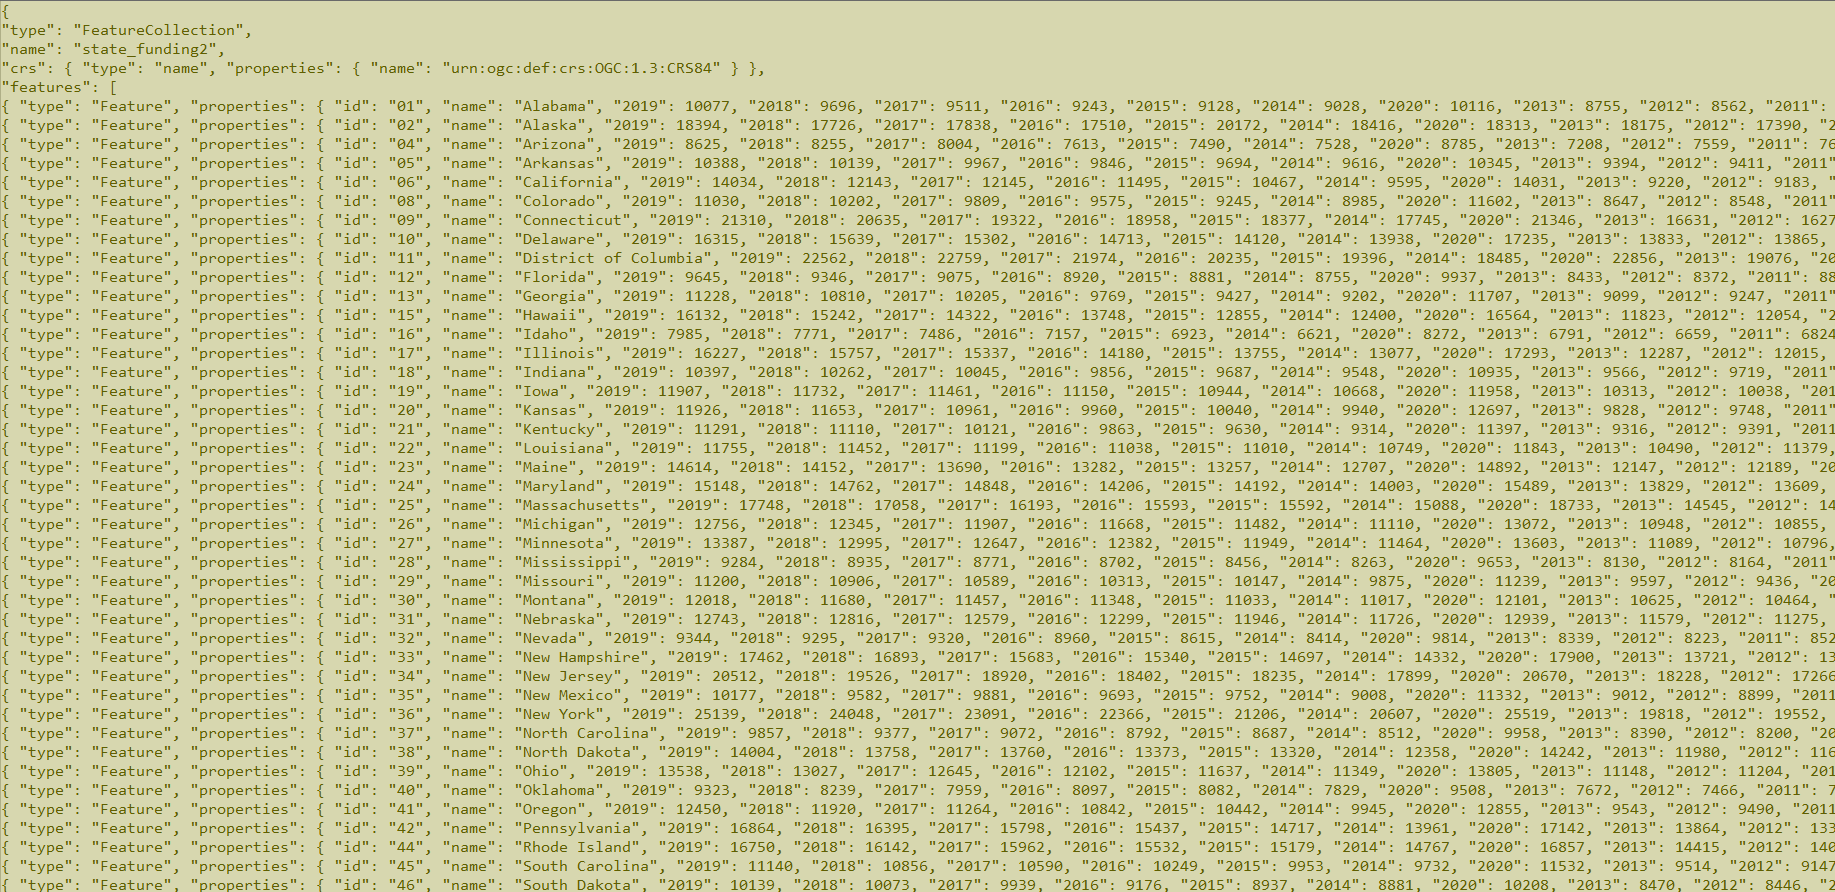 {
"type": "FeatureCollection",
"name": "state_funding2",
"crs": { "type": "name", "properties": { "name": "urn:ogc:def:crs:OGC:1.3:CRS84" } },
"features": [
{ "type": "Feature", "properties": { "id": "01", "name": "Alabama", "2019": 10077, "2018": 9696, "2017": 9511, "2016": 9243, "2015": 9128, "2014": 9028, "2020": 10116, "2013": 8755, "2012": 8562, "2011":
{ "type": "Feature", "properties": { "id": "02", "name": "Alaska", "2019": 18394, "2018": 17726, "2017": 17838, "2016": 17510, "2015": 20172, "2014": 18416, "2020": 18313, "2013": 18175, "2012": 17390, "2
{ "type": "Feature", "properties": { "id": "04", "name": "Arizona", "2019": 8625, "2018": 8255, "2017": 8004, "2016": 7613, "2015": 7490, "2014": 7528, "2020": 8785, "2013": 7208, "2012": 7559, "2011": 76
{ "type": "Feature", "properties": { "id": "05", "name": "Arkansas", "2019": 10388, "2018": 10139, "2017": 9967, "2016": 9846, "2015": 9694, "2014": 9616, "2020": 10345, "2013": 9394, "2012": 9411, "2011"
{ "type": "Feature", "properties": { "id": "06", "name": "California", "2019": 14034, "2018": 12143, "2017": 12145, "2016": 11495, "2015": 10467, "2014": 9595, "2020": 14031, "2013": 9220, "2012": 9183, "
{ "type": "Feature", "properties": { "id": "08", "name": "Colorado", "2019": 11030, "2018": 10202, "2017": 9809, "2016": 9575, "2015": 9245, "2014": 8985, "2020": 11602, "2013": 8647, "2012": 8548, "2011"
{ "type": "Feature", "properties": { "id": "09", "name": "Connecticut", "2019": 21310, "2018": 20635, "2017": 19322, "2016": 18958, "2015": 18377, "2014": 17745, "2020": 21346, "2013": 16631, "2012": 1627
{ "type": "Feature", "properties": { "id": "10", "name": "Delaware", "2019": 16315, "2018": 15639, "2017": 15302, "2016": 14713, "2015": 14120, "2014": 13938, "2020": 17235, "2013": 13833, "2012": 13865,
{ "type": "Feature", "properties": { "id": "11", "name": "District of Columbia", "2019": 22562, "2018": 22759, "2017": 21974, "2016": 20235, "2015": 19396, "2014": 18485, "2020": 22856, "2013": 19076, "20
{ "type": "Feature", "properties": { "id": "12", "name": "Florida", "2019": 9645, "2018": 9346, "2017": 9075, "2016": 8920, "2015": 8881, "2014": 8755, "2020": 9937, "2013": 8433, "2012": 8372, "2011": 88
{ "type": "Feature", "properties": { "id": "13", "name": "Georgia", "2019": 11228, "2018": 10810, "2017": 10205, "2016": 9769, "2015": 9427, "2014": 9202, "2020": 11707, "2013": 9099, "2012": 9247, "2011"
{ "type": "Feature", "properties": { "id": "15", "name": "Hawaii", "2019": 16132, "2018": 15242, "2017": 14322, "2016": 13748, "2015": 12855, "2014": 12400, "2020": 16564, "2013": 11823, "2012": 12054, "2
{ "type": "Feature", "properties": { "id": "16", "name": "Idaho", "2019": 7985, "2018": 7771, "2017": 7486, "2016": 7157, "2015": 6923, "2014": 6621, "2020": 8272, "2013": 6791, "2012": 6659, "2011": 6824
{ "type": "Feature", "properties": { "id": "17", "name": "Illinois", "2019": 16227, "2018": 15757, "2017": 15337, "2016": 14180, "2015": 13755, "2014": 13077, "2020": 17293, "2013": 12287, "2012": 12015,
{ "type": "Feature", "properties": { "id": "18", "name": "Indiana", "2019": 10397, "2018": 10262, "2017": 10045, "2016": 9856, "2015": 9687, "2014": 9548, "2020": 10935, "2013": 9566, "2012": 9719, "2011"
{ "type": "Feature", "properties": { "id": "19", "name": "Iowa", "2019": 11907, "2018": 11732, "2017": 11461, "2016": 11150, "2015": 10944, "2014": 10668, "2020": 11958, "2013": 10313, "2012": 10038, "201
{ "type": "Feature", "properties": { "id": "20", "name": "Kansas", "2019": 11926, "2018": 11653, "2017": 10961, "2016": 9960, "2015": 10040, "2014": 9940, "2020": 12697, "2013": 9828, "2012": 9748, "2011"
{ "type": "Feature", "properties": { "id": "21", "name": "Kentucky", "2019": 11291, "2018": 11110, "2017": 10121, "2016": 9863, "2015": 9630, "2014": 9314, "2020": 11397, "2013": 9316, "2012": 9391, "2011
{ "type": "Feature", "properties": { "id": "22", "name": "Louisiana", "2019": 11755, "2018": 11452, "2017": 11199, "2016": 11038, "2015": 11010, "2014": 10749, "2020": 11843, "2013": 10490, "2012": 11379,
{ "type": "Feature", "properties": { "id": "23", "name": "Maine", "2019": 14614, "2018": 14152, "2017": 13690, "2016": 13282, "2015": 13257, "2014": 12707, "2020": 14892, "2013": 12147, "2012": 12189, "20
{ "type": "Feature", "properties": { "id": "24", "name": "Maryland", "2019": 15148, "2018": 14762, "2017": 14848, "2016": 14206, "2015": 14192, "2014": 14003, "2020": 15489, "2013": 13829, "2012": 13609,
{ "type": "Feature", "properties": { "id": "25", "name": "Massachusetts", "2019": 17748, "2018": 17058, "2017": 16193, "2016": 15593, "2015": 15592, "2014": 15088, "2020": 18733, "2013": 14545, "2012": 14
{ "type": "Feature", "properties": { "id": "26", "name": "Michigan", "2019": 12756, "2018": 12345, "2017": 11907, "2016": 11668, "2015": 11482, "2014": 11110, "2020": 13072, "2013": 10948, "2012": 10855,
{ "type": "Feature", "properties": { "id": "27", "name": "Minnesota", "2019": 13387, "2018": 12995, "2017": 12647, "2016": 12382, "2015": 11949, "2014": 11464, "2020": 13603, "2013": 11089, "2012": 10796,
{ "type": "Feature", "properties": { "id": "28", "name": "Mississippi", "2019": 9284, "2018": 8935, "2017": 8771, "2016": 8702, "2015": 8456, "2014": 8263, "2020": 9653, "2013": 8130, "2012": 8164, "2011"
{ "type": "Feature", "properties": { "id": "29", "name": "Missouri", "2019": 11200, "2018": 10906, "2017": 10589, "2016": 10313, "2015": 10147, "2014": 9875, "2020": 11239, "2013": 9597, "2012": 9436, "20
{ "type": "Feature", "properties": { "id": "30", "name": "Montana", "2019": 12018, "2018": 11680, "2017": 11457, "2016": 11348, "2015": 11033, "2014": 11017, "2020": 12101, "2013": 10625, "2012": 10464, "
{ "type": "Feature", "properties": { "id": "31", "name": "Nebraska", "2019": 12743, "2018": 12816, "2017": 12579, "2016": 12299, "2015": 11946, "2014": 11726, "2020": 12939, "2013": 11579, "2012": 11275,
{ "type": "Feature", "properties": { "id": "32", "name": "Nevada", "2019": 9344, "2018": 9295, "2017": 9320, "2016": 8960, "2015": 8615, "2014": 8414, "2020": 9814, "2013": 8339, "2012": 8223, "2011": 852
{ "type": "Feature", "properties": { "id": "33", "name": "New Hampshire", "2019": 17462, "2018": 16893, "2017": 15683, "2016": 15340, "2015": 14697, "2014": 14332, "2020": 17900, "2013": 13721, "2012": 13
{ "type": "Feature", "properties": { "id": "34", "name": "New Jersey", "2019": 20512, "2018": 19526, "2017": 18920, "2016": 18402, "2015": 18235, "2014": 17899, "2020": 20670, "2013": 18228, "2012": 17266
{ "type": "Feature", "properties": { "id": "35", "name": "New Mexico", "2019": 10177, "2018": 9582, "2017": 9881, "2016": 9693, "2015": 9752, "2014": 9008, "2020": 11332, "2013": 9012, "2012": 8899, "2011
{ "type": "Feature", "properties": { "id": "36", "name": "New York", "2019": 25139, "2018": 24048, "2017": 23091, "2016": 22366, "2015": 21206, "2014": 20607, "2020": 25519, "2013": 19818, "2012": 19552,
{ "type": "Feature", "properties": { "id": "37", "name": "North Carolina", "2019": 9857, "2018": 9377, "2017": 9072, "2016": 8792, "2015": 8687, "2014": 8512, "2020": 9958, "2013": 8390, "2012": 8200, "20
{ "type": "Feature", "properties": { "id": "38", "name": "North Dakota", "2019": 14004, "2018": 13758, "2017": 13760, "2016": 13373, "2015": 13320, "2014": 12358, "2020": 14242, "2013": 11980, "2012": 116
{ "type": "Feature", "properties": { "id": "39", "name": "Ohio", "2019": 13538, "2018": 13027, "2017": 12645, "2016": 12102, "2015": 11637, "2014": 11349, "2020": 13805, "2013": 11148, "2012": 11204, "201
{ "type": "Feature", "properties": { "id": "40", "name": "Oklahoma", "2019": 9323, "2018": 8239, "2017": 7959, "2016": 8097, "2015": 8082, "2014": 7829, "2020": 9508, "2013": 7672, "2012": 7466, "2011": 7
{ "type": "Feature", "properties": { "id": "41", "name": "Oregon", "2019": 12450, "2018": 11920, "2017": 11264, "2016": 10842, "2015": 10442, "2014": 9945, "2020": 12855, "2013": 9543, "2012": 9490, "2011
{ "type": "Feature", "properties": { "id": "42", "name": "Pennsylvania", "2019": 16864, "2018": 16395, "2017": 15798, "2016": 15437, "2015": 14717, "2014": 13961, "2020": 17142, "2013": 13864, "2012": 133
{ "type": "Feature", "properties": { "id": "44", "name": "Rhode Island", "2019": 16750, "2018": 16142, "2017": 15962, "2016": 15532, "2015": 15179, "2014": 14767, "2020": 16857, "2013": 14415, "2012": 140
{ "type": "Feature", "properties": { "id": "45", "name": "South Carolina", "2019": 11140, "2018": 10856, "2017": 10590, "2016": 10249, "2015": 9953, "2014": 9732, "2020": 11532, "2013": 9514, "2012": 9147
{ "type": "Feature", "properties": { "id": "46", "name": "South Dakota", "2019": 10139, "2018": 10073, "2017": 9939, "2016": 9176, "2015": 8937, "2014": 8881, "2020": 10208, "2013": 8470, "2012": 8446, "2